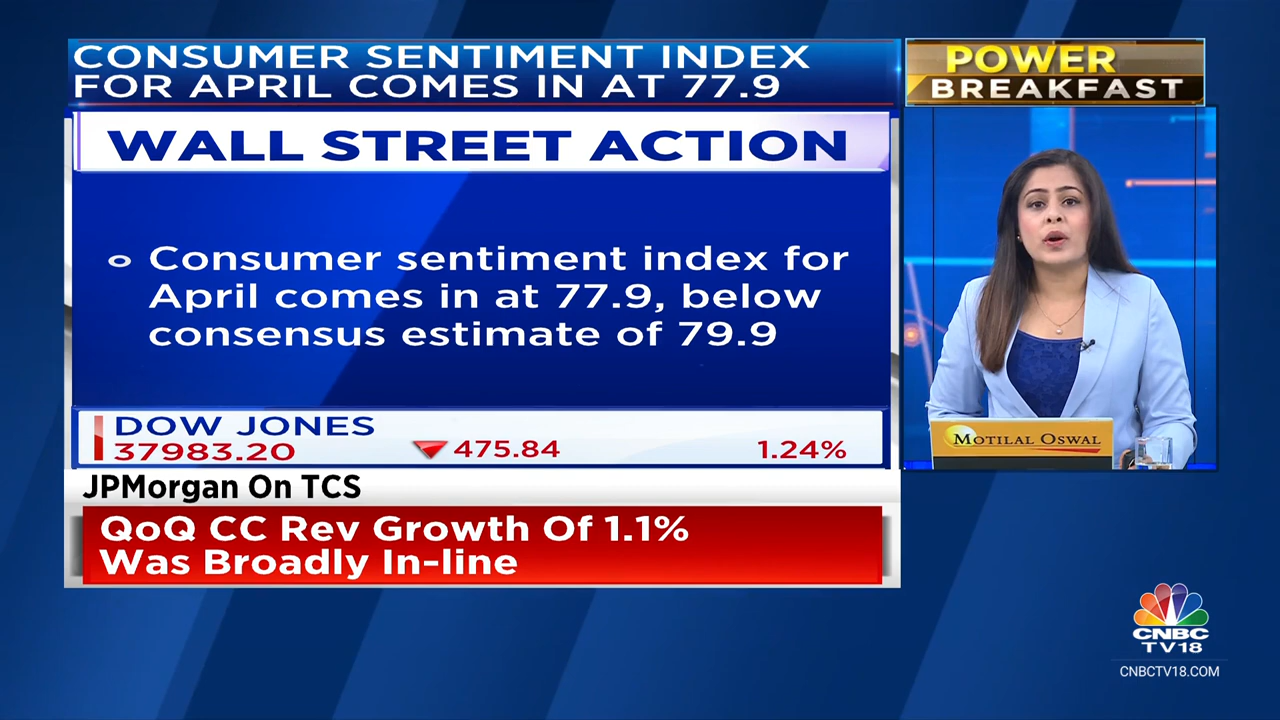 CONSUMER SENTIMENT INDEX
FOR APRIL COMES IN AT 77.9
POWER
BREAKFAST
WALL STREET ACTION
Consumer sentiment index for
April comes in at 77.9, below
consensus estimate of 79.9
DOW JONES
37983.20 475.84 1.24%
MOTILAL OSWAL
JPMorgan On TCS
QoQ CC Rev Growth Of 1.1%
Was Broadly In-line
CNBC
TV18
CNBCTV18.COM